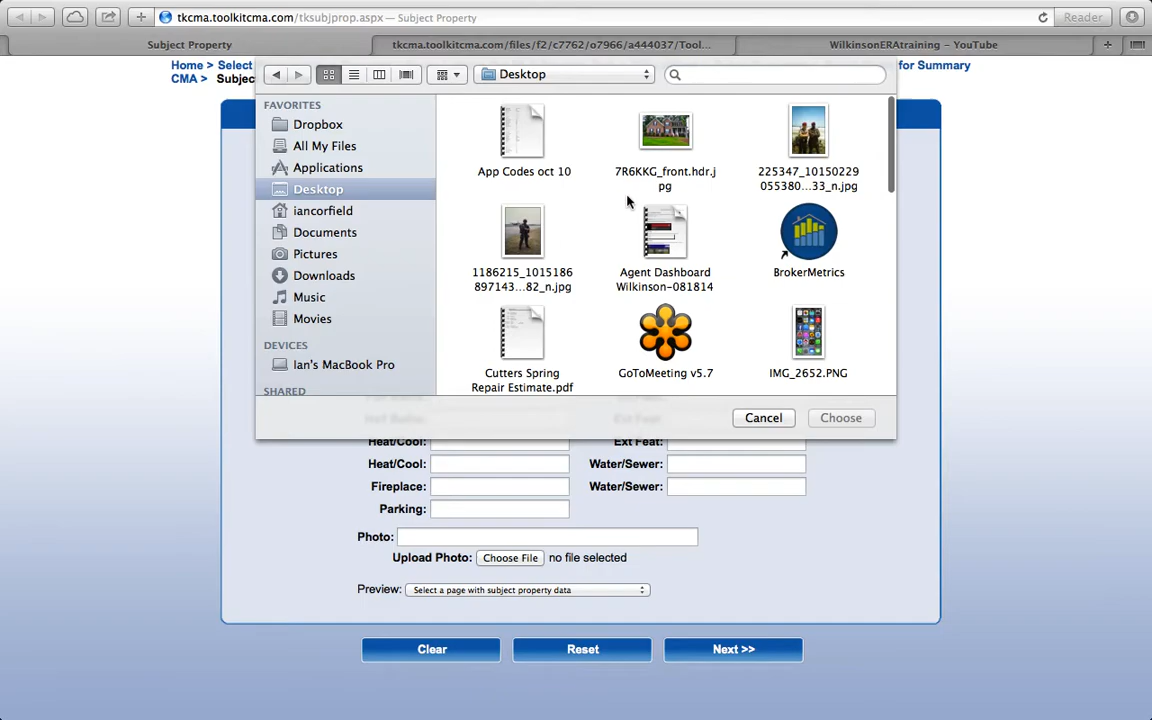 tkcma.toolkitcma.com/tksubjprop.aspx — Subject Property
Reader
Subject Property
tkcma.toolkitcma.com/files/f2/c7762/o7966/a444037/Tool...
WilkinsonERAtraining – YouTube
Home > Select
for Summary
CMA > Subjec
Desktop
FAVORITES
Dropbox
All My Files
Applications
Desktop
iancorfield
Documents
Pictures
Downloads
Music
Movies
DEVICES
Ian's MacBook Pro
SHARED
App Codes oct 10
7R6KKG_front.hdr.j
pg
225347_10150229
055380...33_n.jpg
1186215_1015186
897143...82_n.jpg
Agent Dashboard
Wilkinson-081814
BrokerMetrics
Cutters Spring
Repair Estimate.pdf
GoToMeeting v5.7
IMG_2652.PNG
Cancel
Choose
Heat/Cool:
Ext Feat:
Heat/Cool:
Water/Sewer:
Fireplace:
Water/Sewer:
Parking:
Photo:
Upload Photo: Choose File no file selected
Preview: Select a page with subject property data
Clear
Reset
Next >>